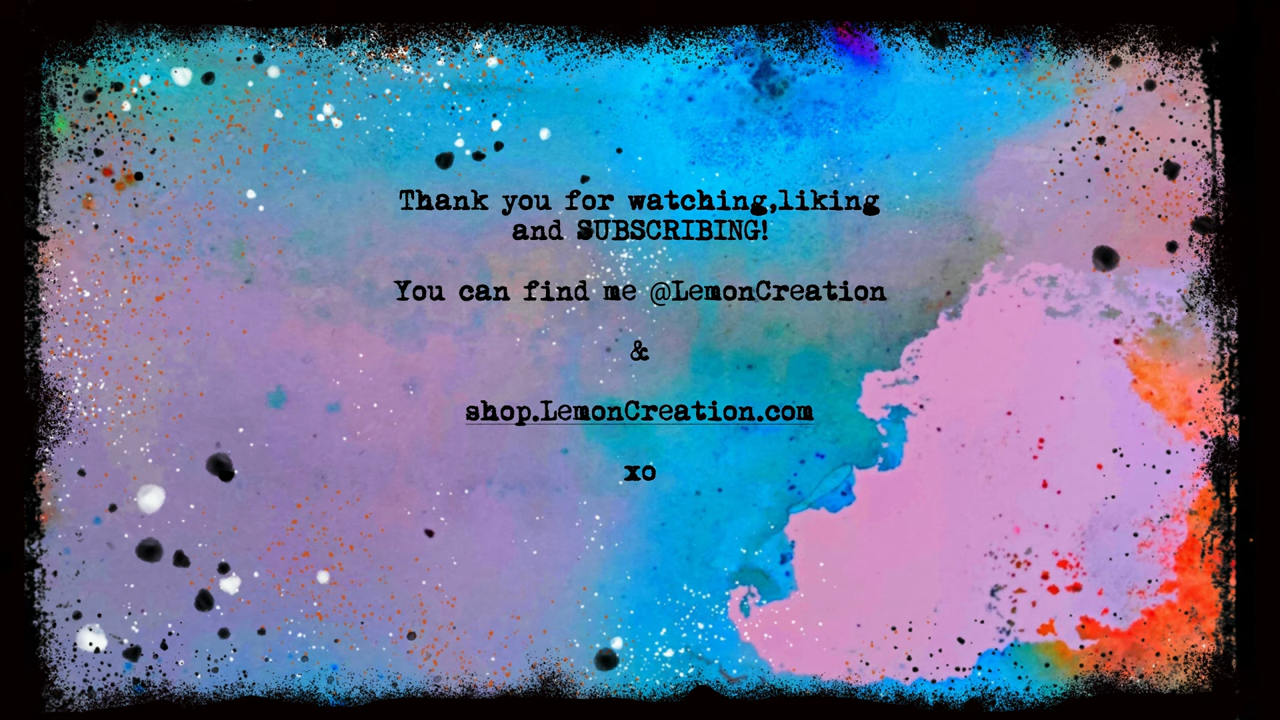 Thank you for watching,liking
and SUBSCRIBING!
You can find me @LemonCreation
&
shop.LemonCreation.com
xo